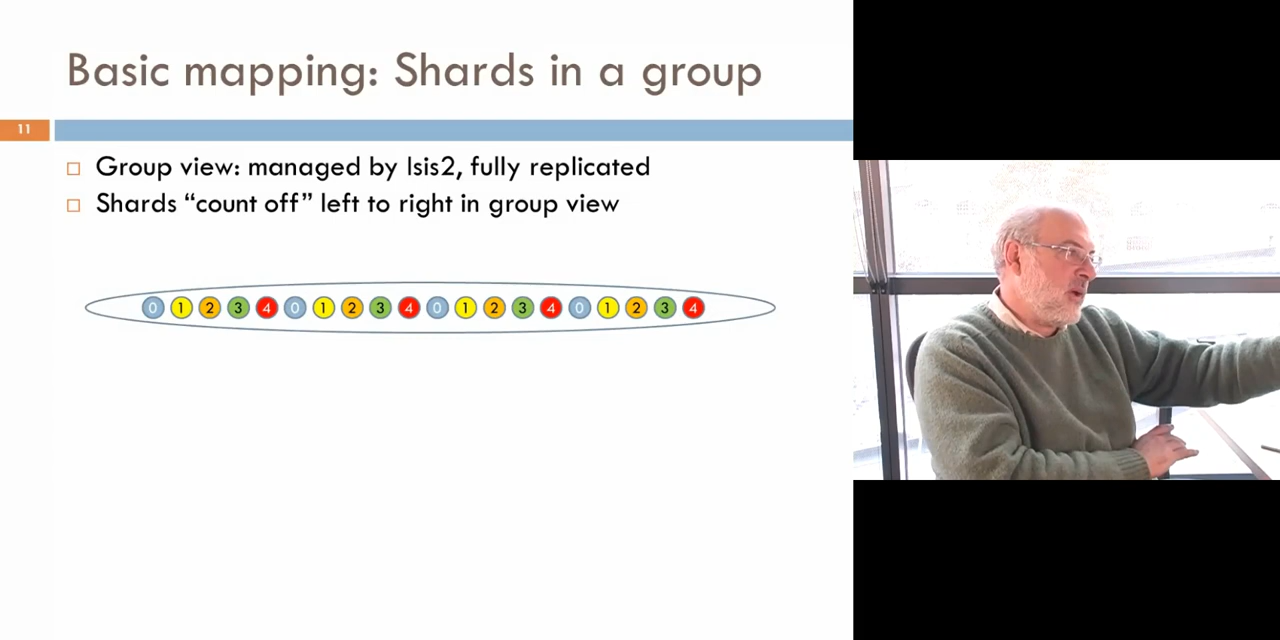 Basic mapping: Shards in a group
11
Group view: managed by Isis2, fully replicated
Shards “count off” left to right in group view
0 1 2 3 4 0 1 2 3 4 0 1 2 3 4 0 1 2 3 4